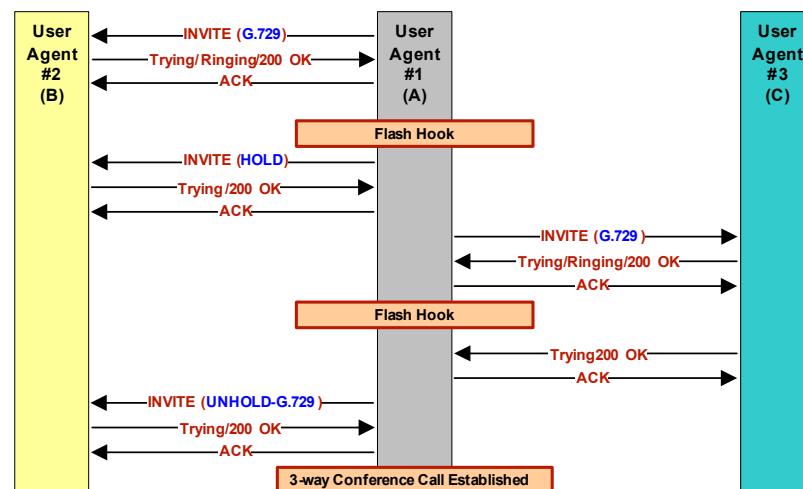 User
Agent
#2
(B)
User
Agent
#1
(A)
User
Agent
#3
(C)
INVITE (G.729)
Trying/Ringing/200 OK
ACK
Flash Hook
INVITE (HOLD)
Trying/200 OK
ACK
INVITE (G.729)
Trying/Ringing/200 OK
ACK
Flash Hook
Trying200 OK
ACK
INVITE (UNHOLD-G.729)
Trying/200 OK
ACK
3-way Conference Call Established